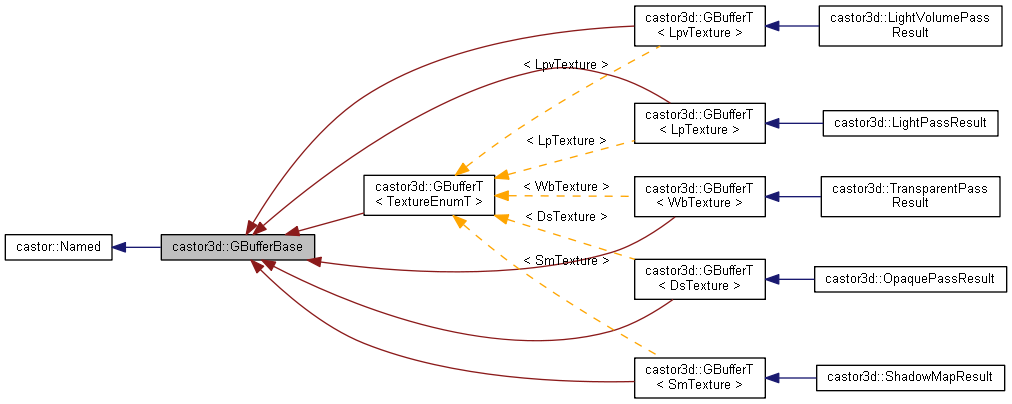 castor3d::GBufferT
< LpvTexture >
castor3d::LightVolumePass
Result
< LpvTexture >
castor3d::GBufferT
< LpTexture >
castor3d::LightPassResult
< LpTexture >
castor3d::GBufferT
< TextureEnumT >
< WbTexture >
castor3d::GBufferT
< WbTexture >
castor3d::TransparentPass
Result
< DsTexture >
castor::Named
castor3d::GBufferBase
< SmTexture >
castor3d::GBufferT
< DsTexture >
castor3d::OpaquePassResult
castor3d::GBufferT
< SmTexture >
castor3d::ShadowMapResult